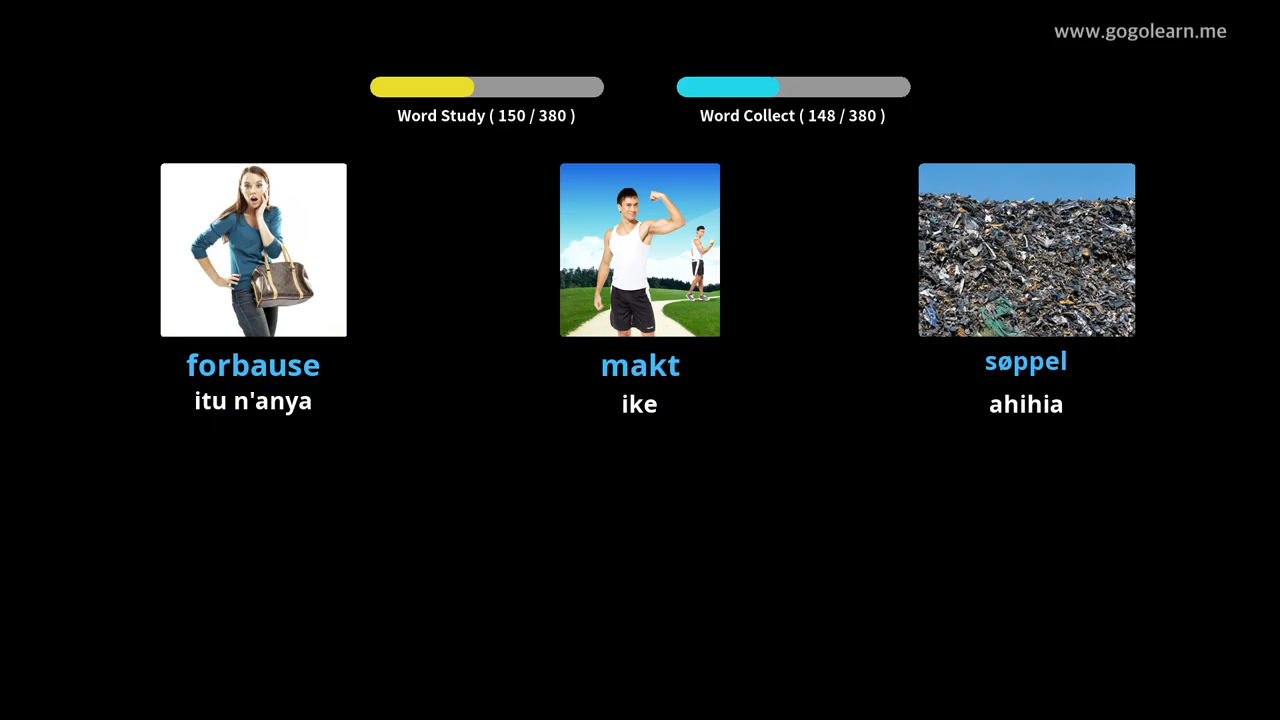 www.gogolearn.me
Word Study ( 150 / 380 )
Word Collect ( 148 / 380 )
forbause
makt
søppel
itu n'anya
ike
ahihia